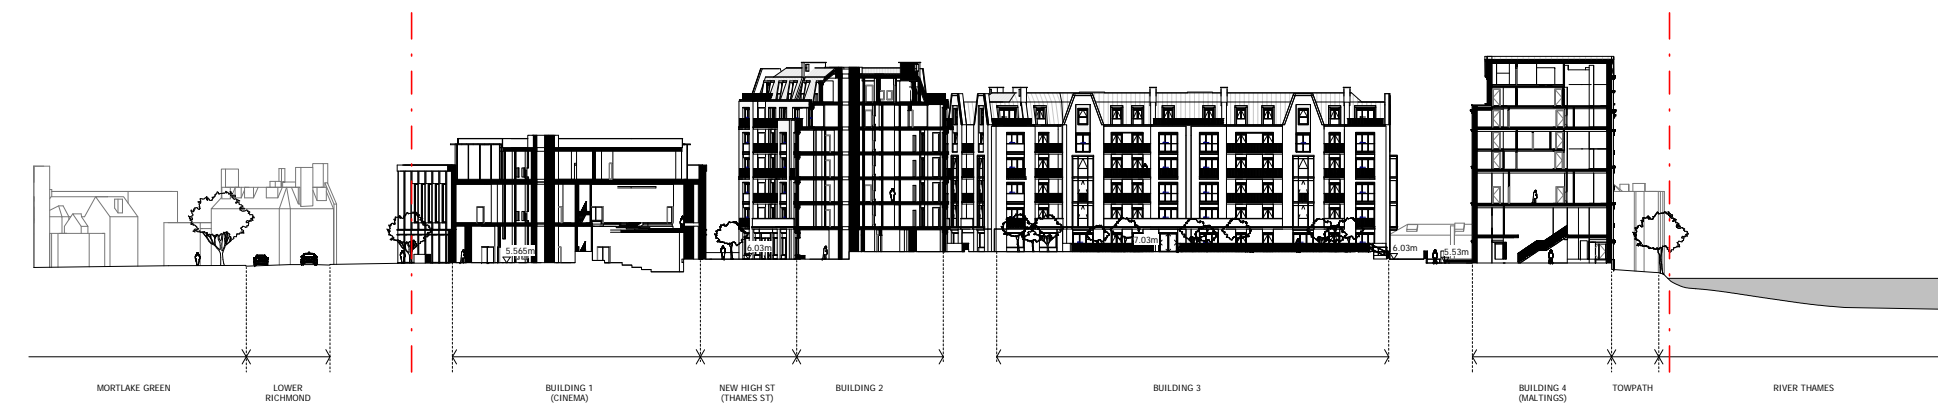 5.565m
6.03m
7.03m
6.03m
5.53m
MORTLAKE GREEN
LOWER
RICHMOND
BUILDING 1
(CINEMA)
NEW HIGH ST
(THAMES ST)
BUILDING 2
BUILDING 3
BUILDING 4
(MALTINGS)
TOWPATH
RIVER THAMES